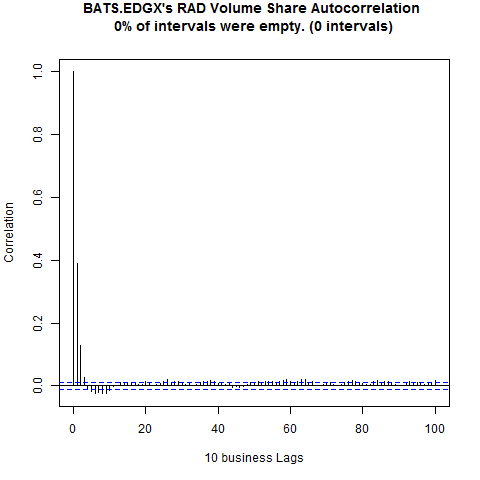 BATS.EDGX's RAD Volume Share Autocorrelation
0% of intervals were empty. (0 intervals)
1.0
0.8
0.6
0.4
0.2
0.0
Correlation
0 20 40 60 80 100
10 business Lags